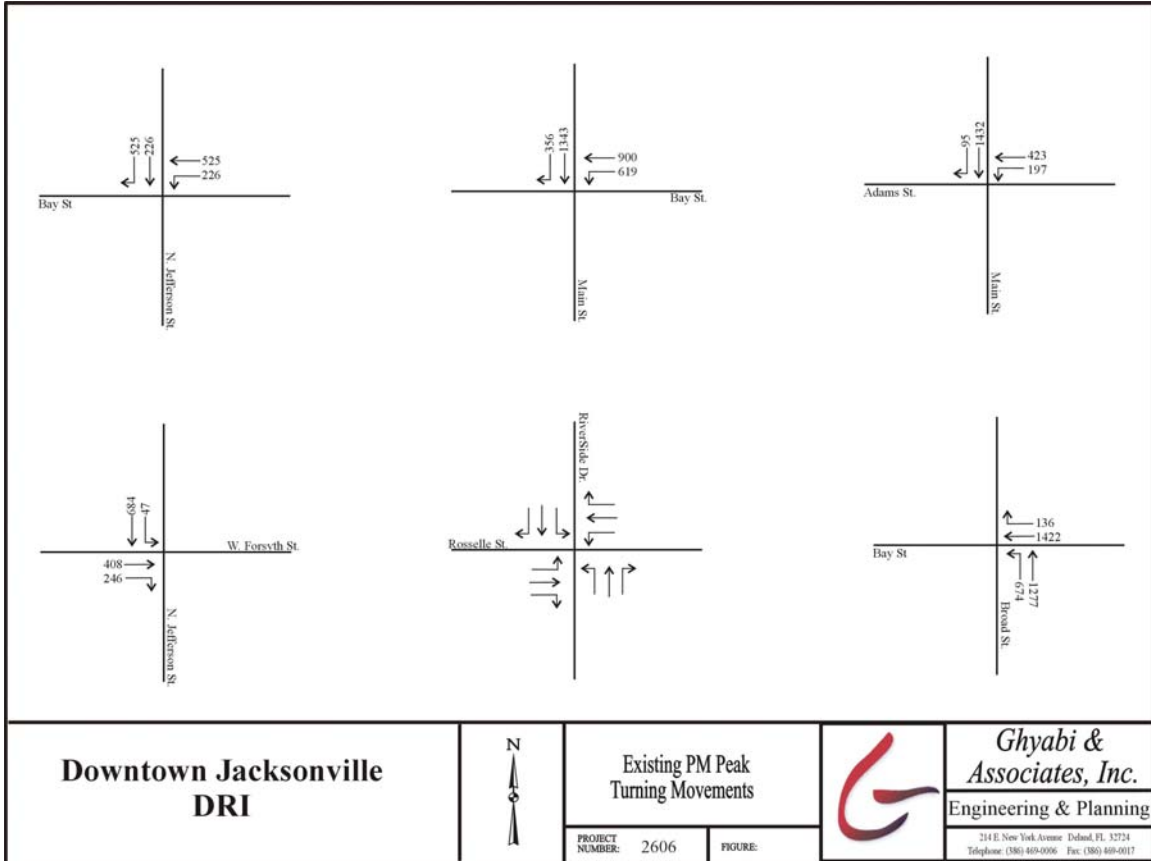 525
226
525
226
Bay St
N. Jefferson St.
356
1343
900
619
Bay St.
Main St.
95
1432
423
197
Adams St.
Main St.
684
47
W. Forsyth St.
408
246
N. Jefferson St.
RiverSide Dr.
Rosselle St.
136
1422
Bay St
674
1277
Broad St.
Downtown Jacksonville
DRI
N
Existing PM Peak
Turning Movements
PROJECT
NUMBER: 2606
FIGURE:
Ghyabi &
Associates, Inc.
Engineering & Planning
214 E. New York Avenue Deland, FL 32724
Telephone: (386) 469-0006 Fax: (386) 469-0017